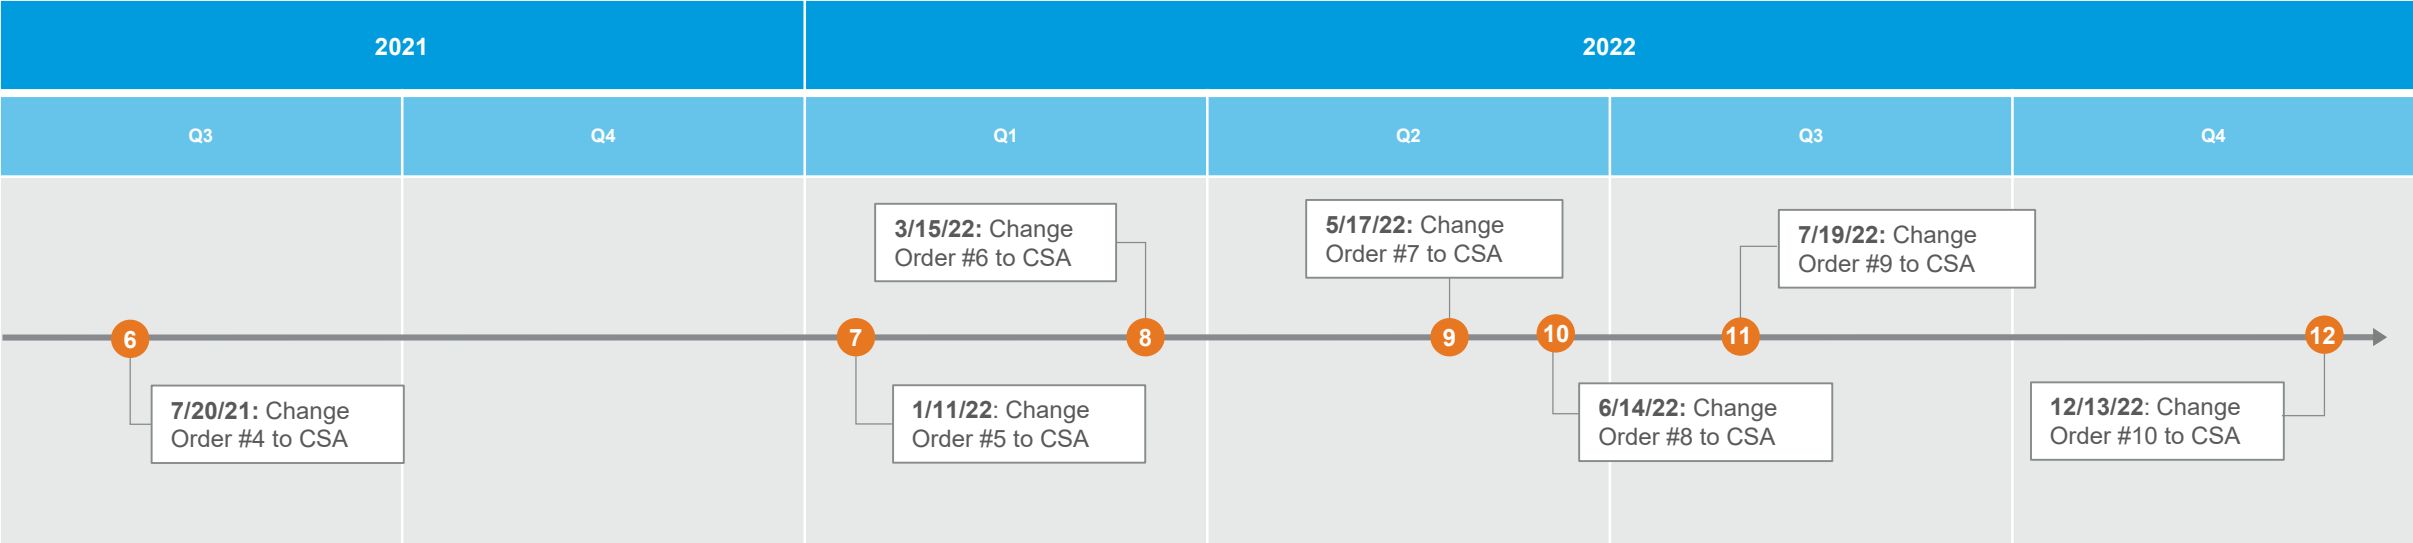 2021
2022
Q3
Q4
Q1
Q2
Q3
Q4
3/15/22: Change
Order #6 to CSA
5/17/22: Change
Order #7 to CSA
7/19/22: Change
Order #9 to CSA
6
7
8
9
10
11
12
7/20/21: Change
Order #4 to CSA
1/11/22: Change
Order #5 to CSA
6/14/22: Change
Order #8 to CSA
12/13/22: Change
Order #10 to CSA